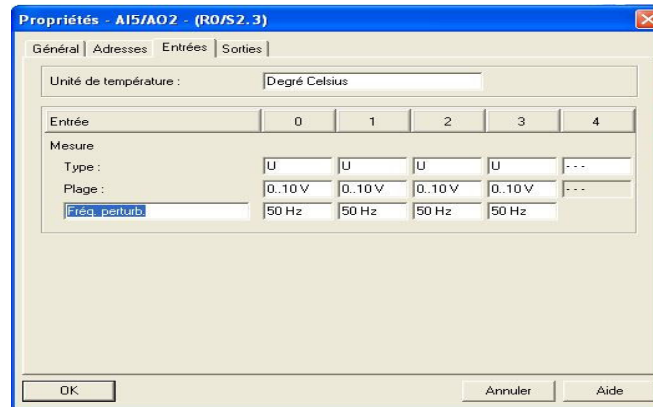 Propriétés - AI5/AO2 - (R0/S2.3)
Général Adresses Entrées Sorties
Unité de température : Degré Celsius
Entrée 0 1 2 3 4
Mesure
Type : U U U U - - -
Plage : 0..10 V 0..10 V 0..10 V 0..10 V - - -
Fréq. perturb. 50 Hz 50 Hz 50 Hz 50 Hz
OK Annuler Aide